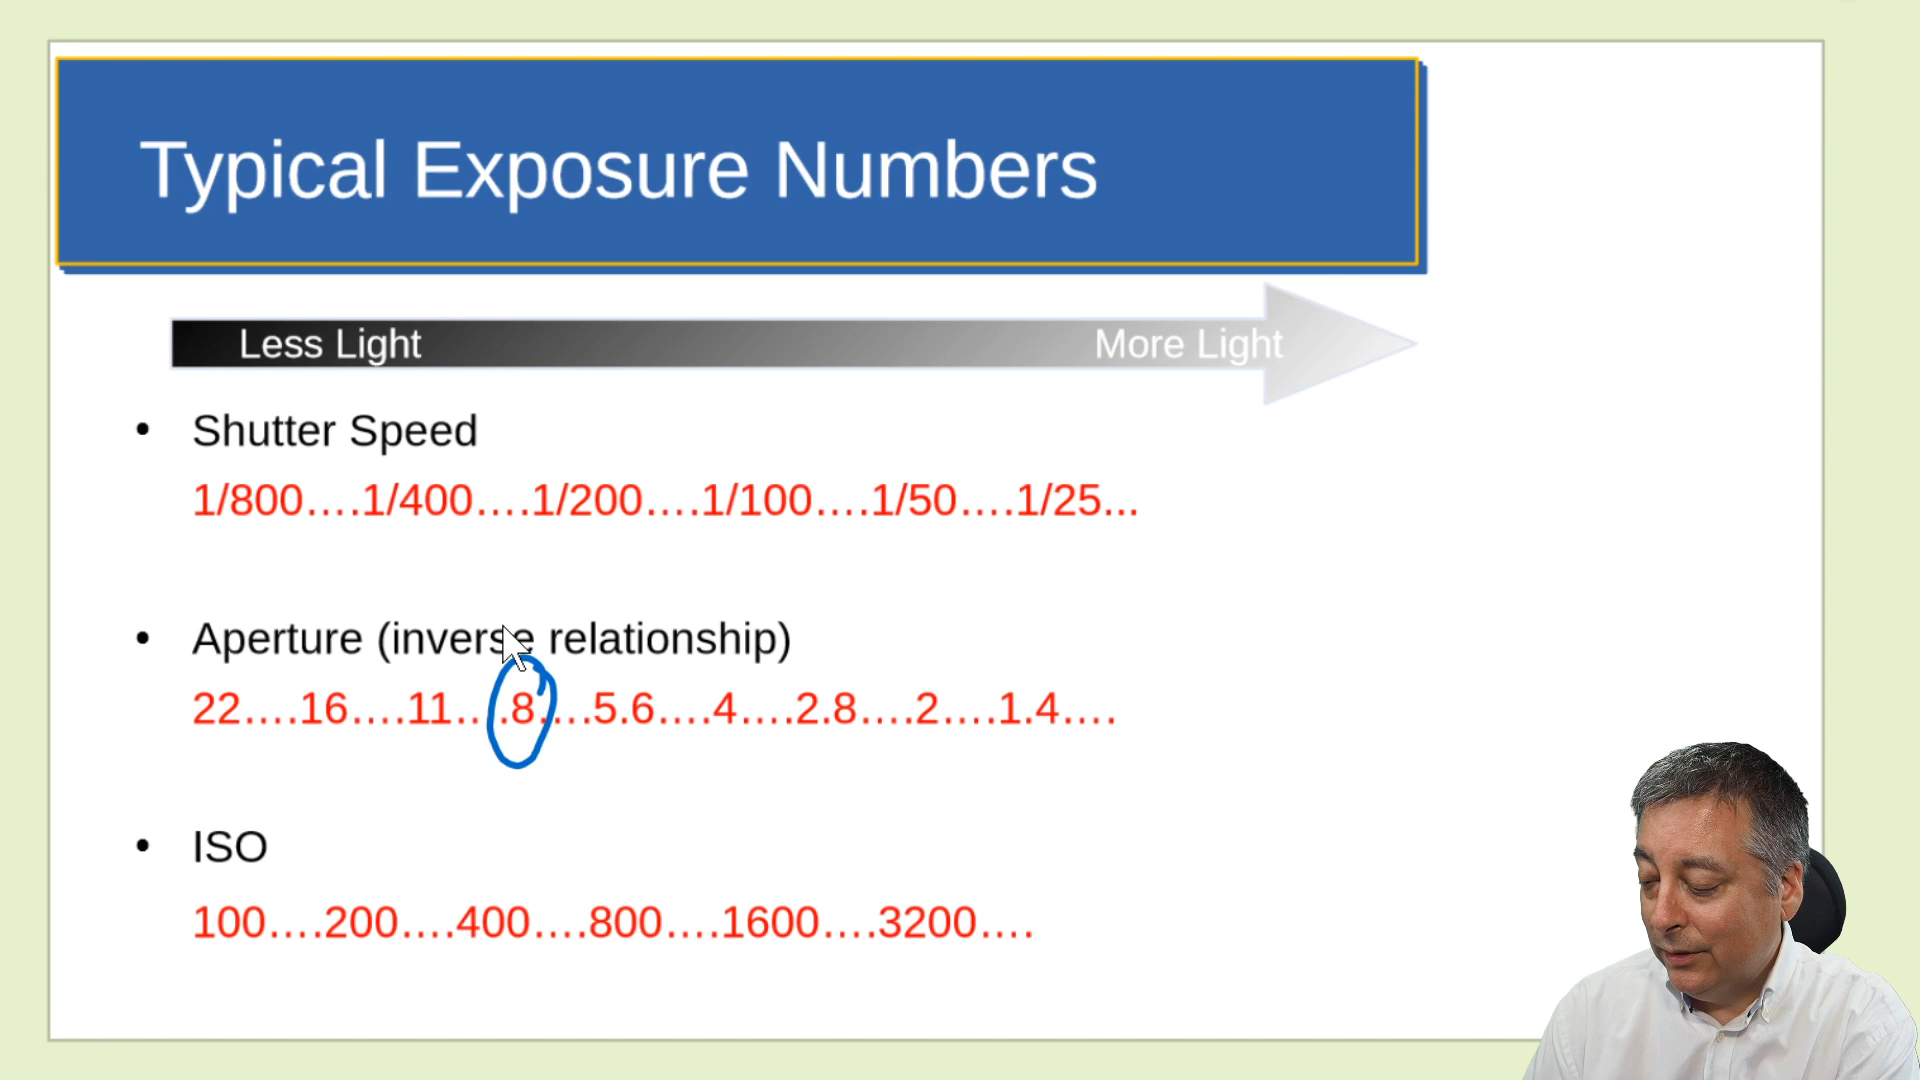 Typical Exposure Numbers
Less Light More Light
• Shutter Speed
1/800....1/400....1/200....1/100....1/50....1/25...
• Aperture (inverse relationship)
22....16....11....8....5.6....4....2.8....2....1.4....
• ISO
100....200....400....800....1600....3200....